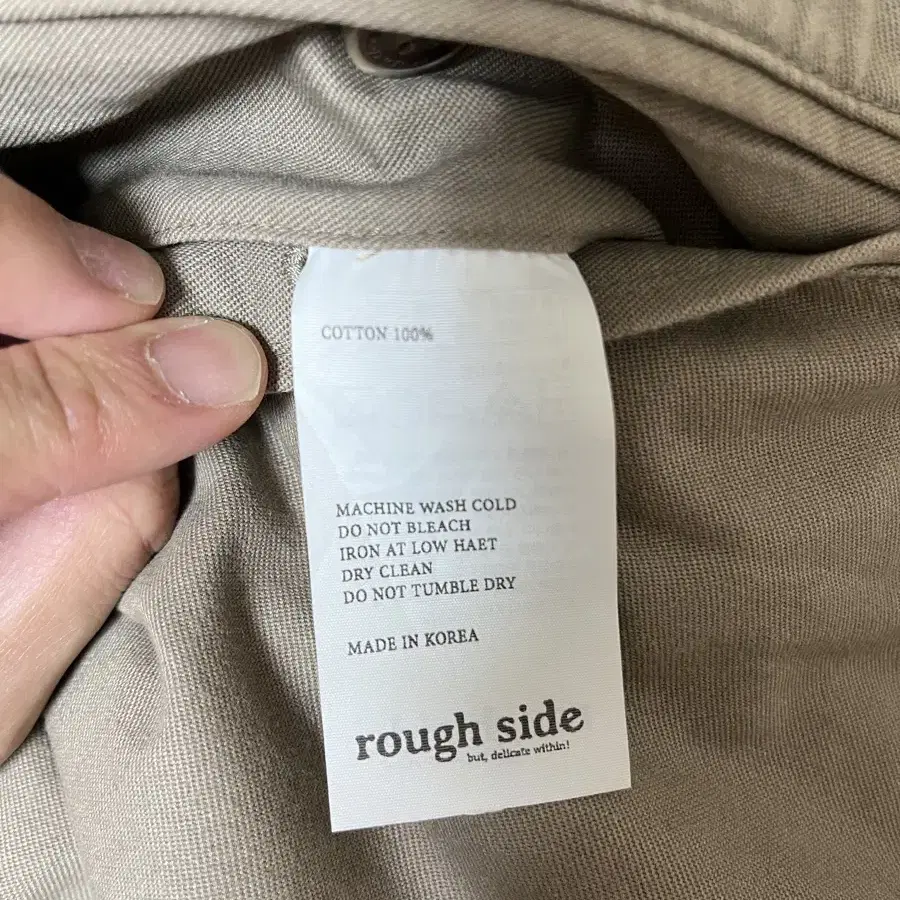 COTTON 100%
MACHINE WASH COLD
DO NOT BLEACH
IRON AT LOW HAET
DRY CLEAN
DO NOT TUMBLE DRY
MADE IN KOREA
rough side
but, delicate within!